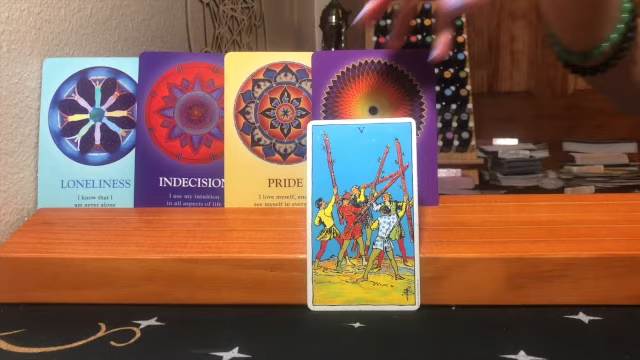 LONELINESS
I know that I
am never alone
INDECISION
I use my intuition
in all aspects of life
PRIDE
I love myself, and
see myself in every
V